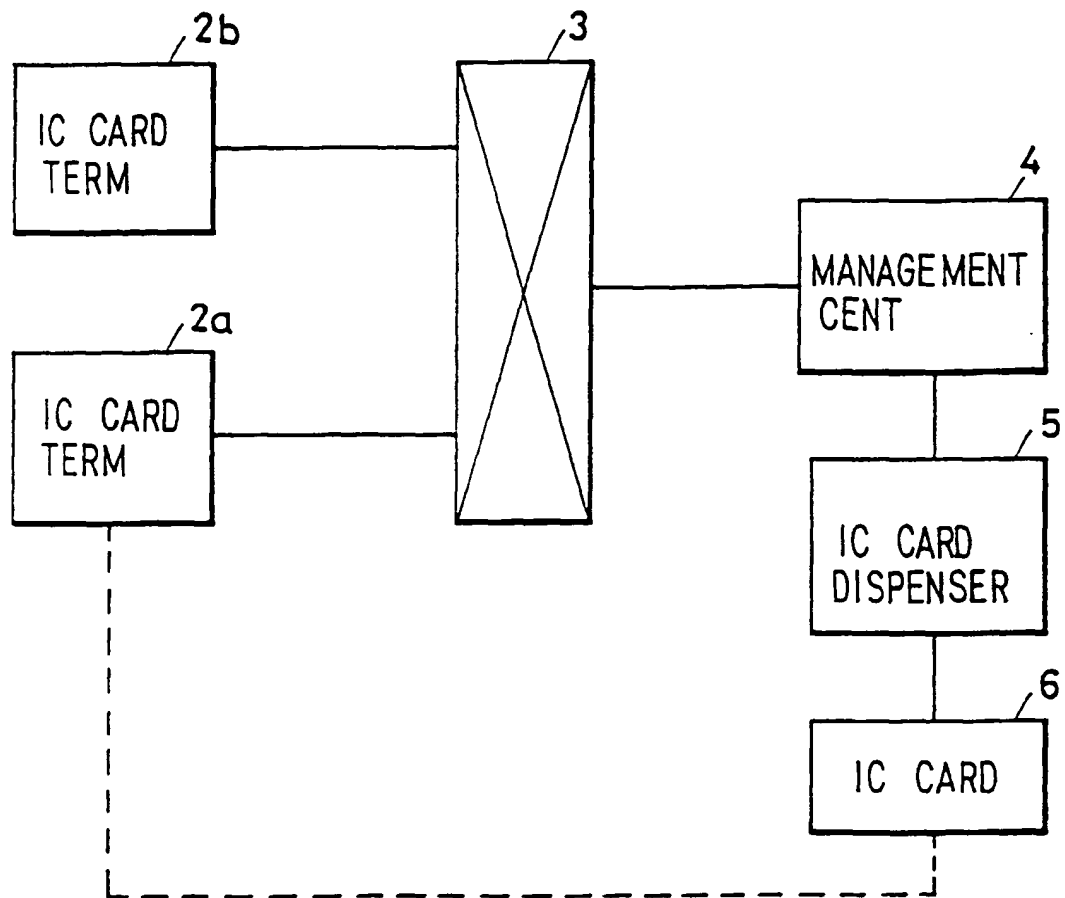 2b
IC CARD
TERM
3
4
MANAGEMENT
CENT
2a
IC CARD
TERM
5
IC CARD
DISPENSER
6
IC CARD